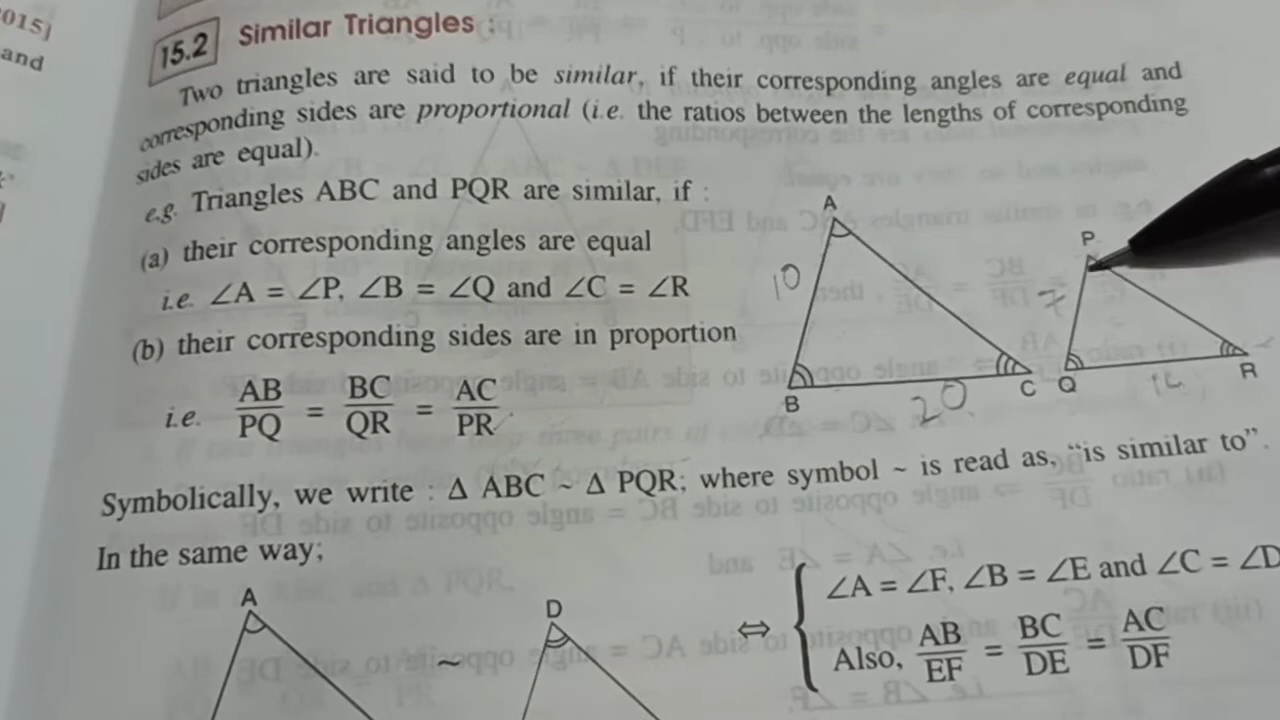 015]
and
15.2 Similar Triangles :
Two triangles are said to be similar, if their corresponding angles are equal and
corresponding sides are proportional (i.e. the ratios between the lengths of corresponding
sides are equal).
e.g. Triangles ABC and PQR are similar, if :
(a) their corresponding angles are equal
i.e. ∠A = ∠P, ∠B = ∠Q and ∠C = ∠R
(b) their corresponding sides are in proportion
i.e. AB/PQ = BC/QR = AC/PR
A
10
B
20
C
P
7
Q
R
Symbolically, we write : Δ ABC ~ Δ PQR; where symbol ~ is read as, “is similar to”.
In the same way;
A
~
D
⇔
∠A = ∠F, ∠B = ∠E and ∠C = ∠D
Also, AB/EF = BC/DE = AC/DF